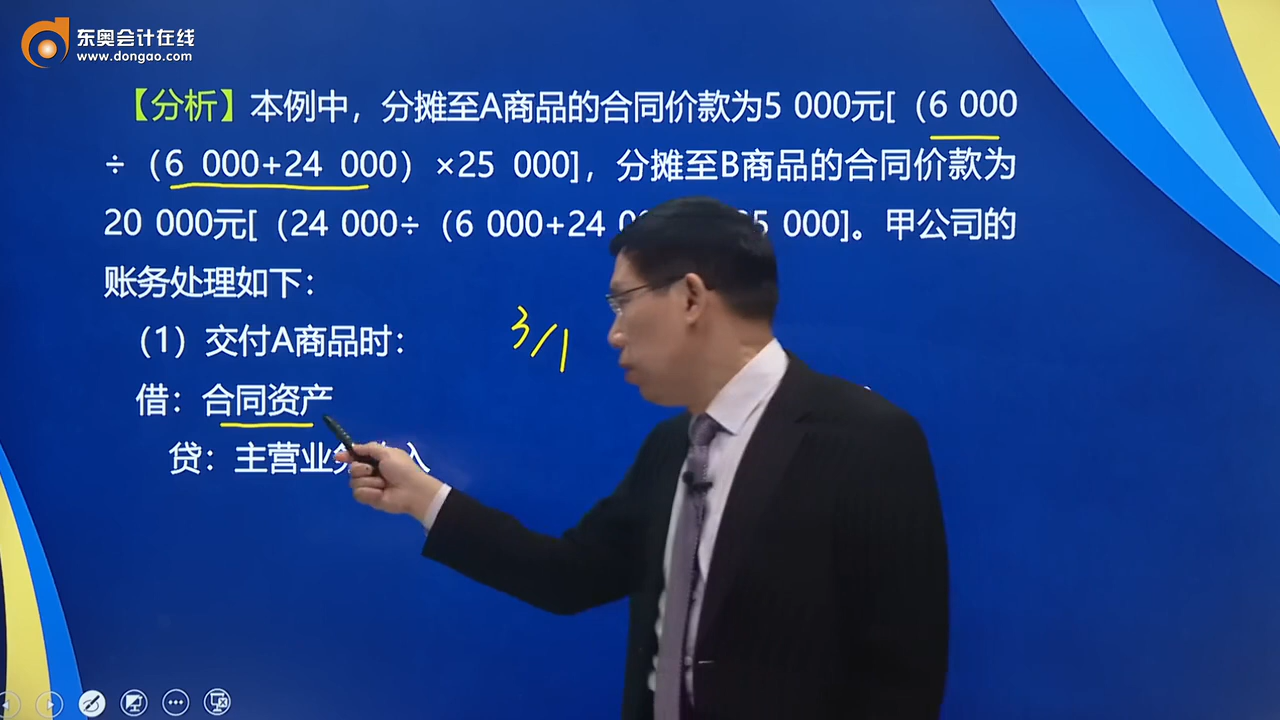 东奥会计在线
www.dongao.com
【分析】本例中，分摊至A商品的合同价款为5 000元[（6 000
÷（6 000+24 000）×25 000]，分摊至B商品的合同价款为
20 000元[（24 000÷（6 000+24 5 000]。甲公司的
账务处理如下：
（1）交付A商品时：
3/1
借：合同资产
贷：主营业务 入